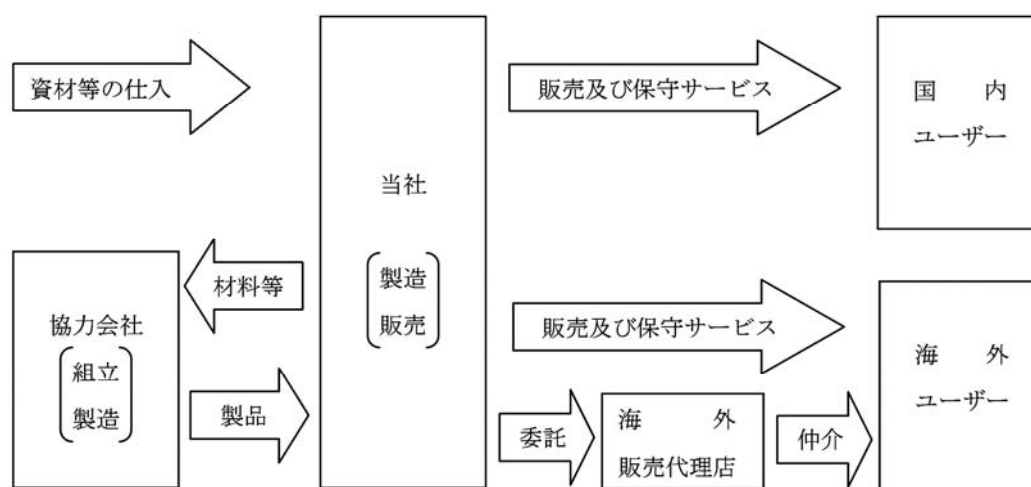 資材等の仕入
販売及び保守サービス
国　内
ユーザー
当社
製造
販売
材料等
協力会社
組立
製造
製品
販売及び保守サービス
海　外
ユーザー
委託
海　外
販売代理店
仲介